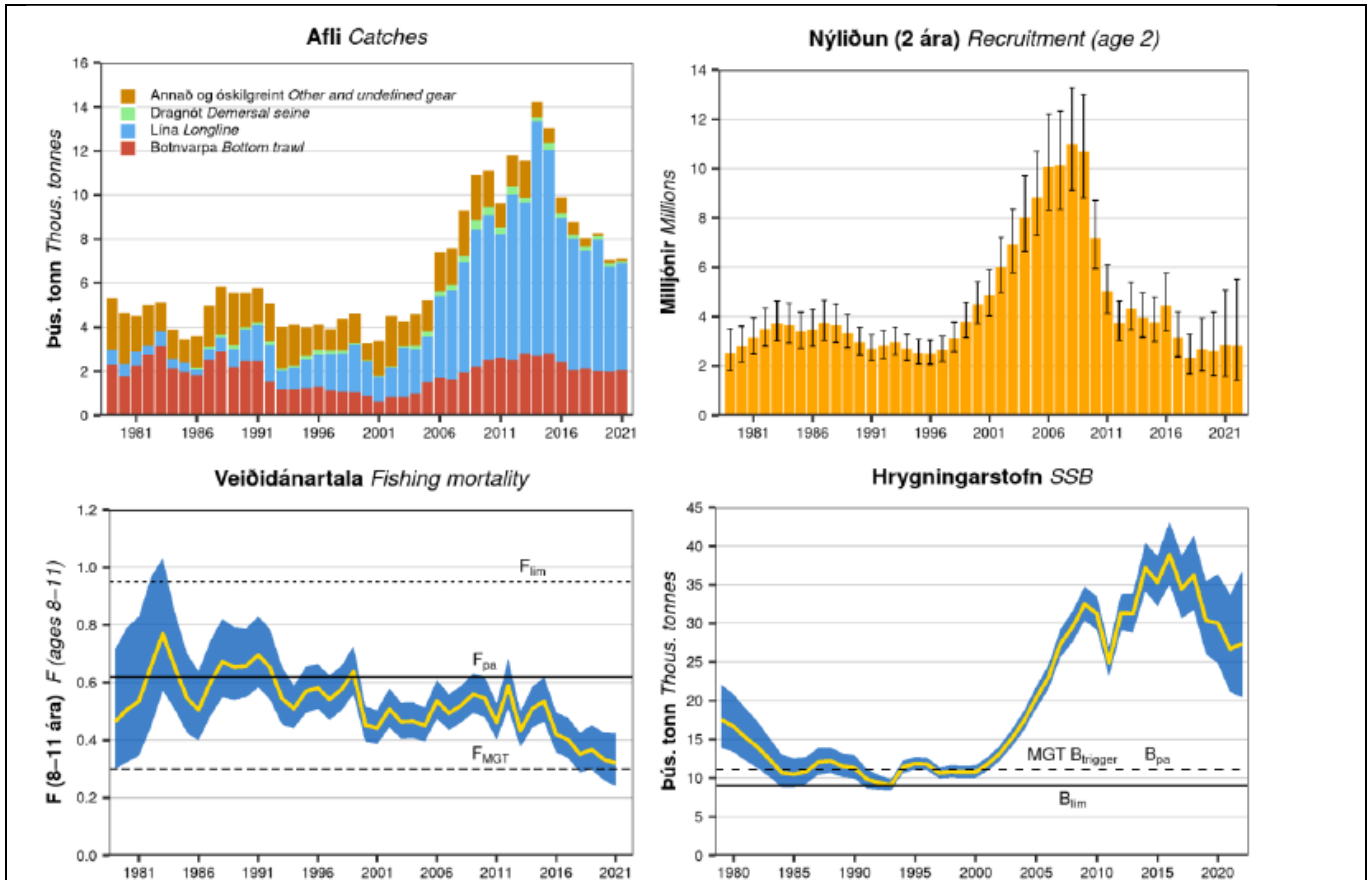 Afli Catches
16
14
12
10
8
6
4
2
0
Þús. tonn Thous. tonnes
Annað og óskilgreint Other and undefined gear
Dragnót Demersal seine
Lína Longline
Botnvarpa Bottom trawl
1981 1986 1991 1996 2001 2006 2011 2016 2021
Nýliðun (2 ára) Recruitment (age 2)
14
12
10
8
6
4
2
0
Milljónir Millions
1981 1986 1991 1996 2001 2006 2011 2016 2021
Veiðidánartala Fishing mortality
1.2
1.0
0.8
0.6
0.4
0.2
0.0
F (8–11 ára) F (ages 8–11)
Flim
Fpa
FMGT
1981 1986 1991 1996 2001 2006 2011 2016 2021
Hrygningarstofn SSB
45
40
35
30
25
20
15
10
5
0
Þús. tonn Thous. tonnes
MGT Btrigger Bpa
Blim
1980 1985 1990 1995 2000 2005 2010 2015 2020